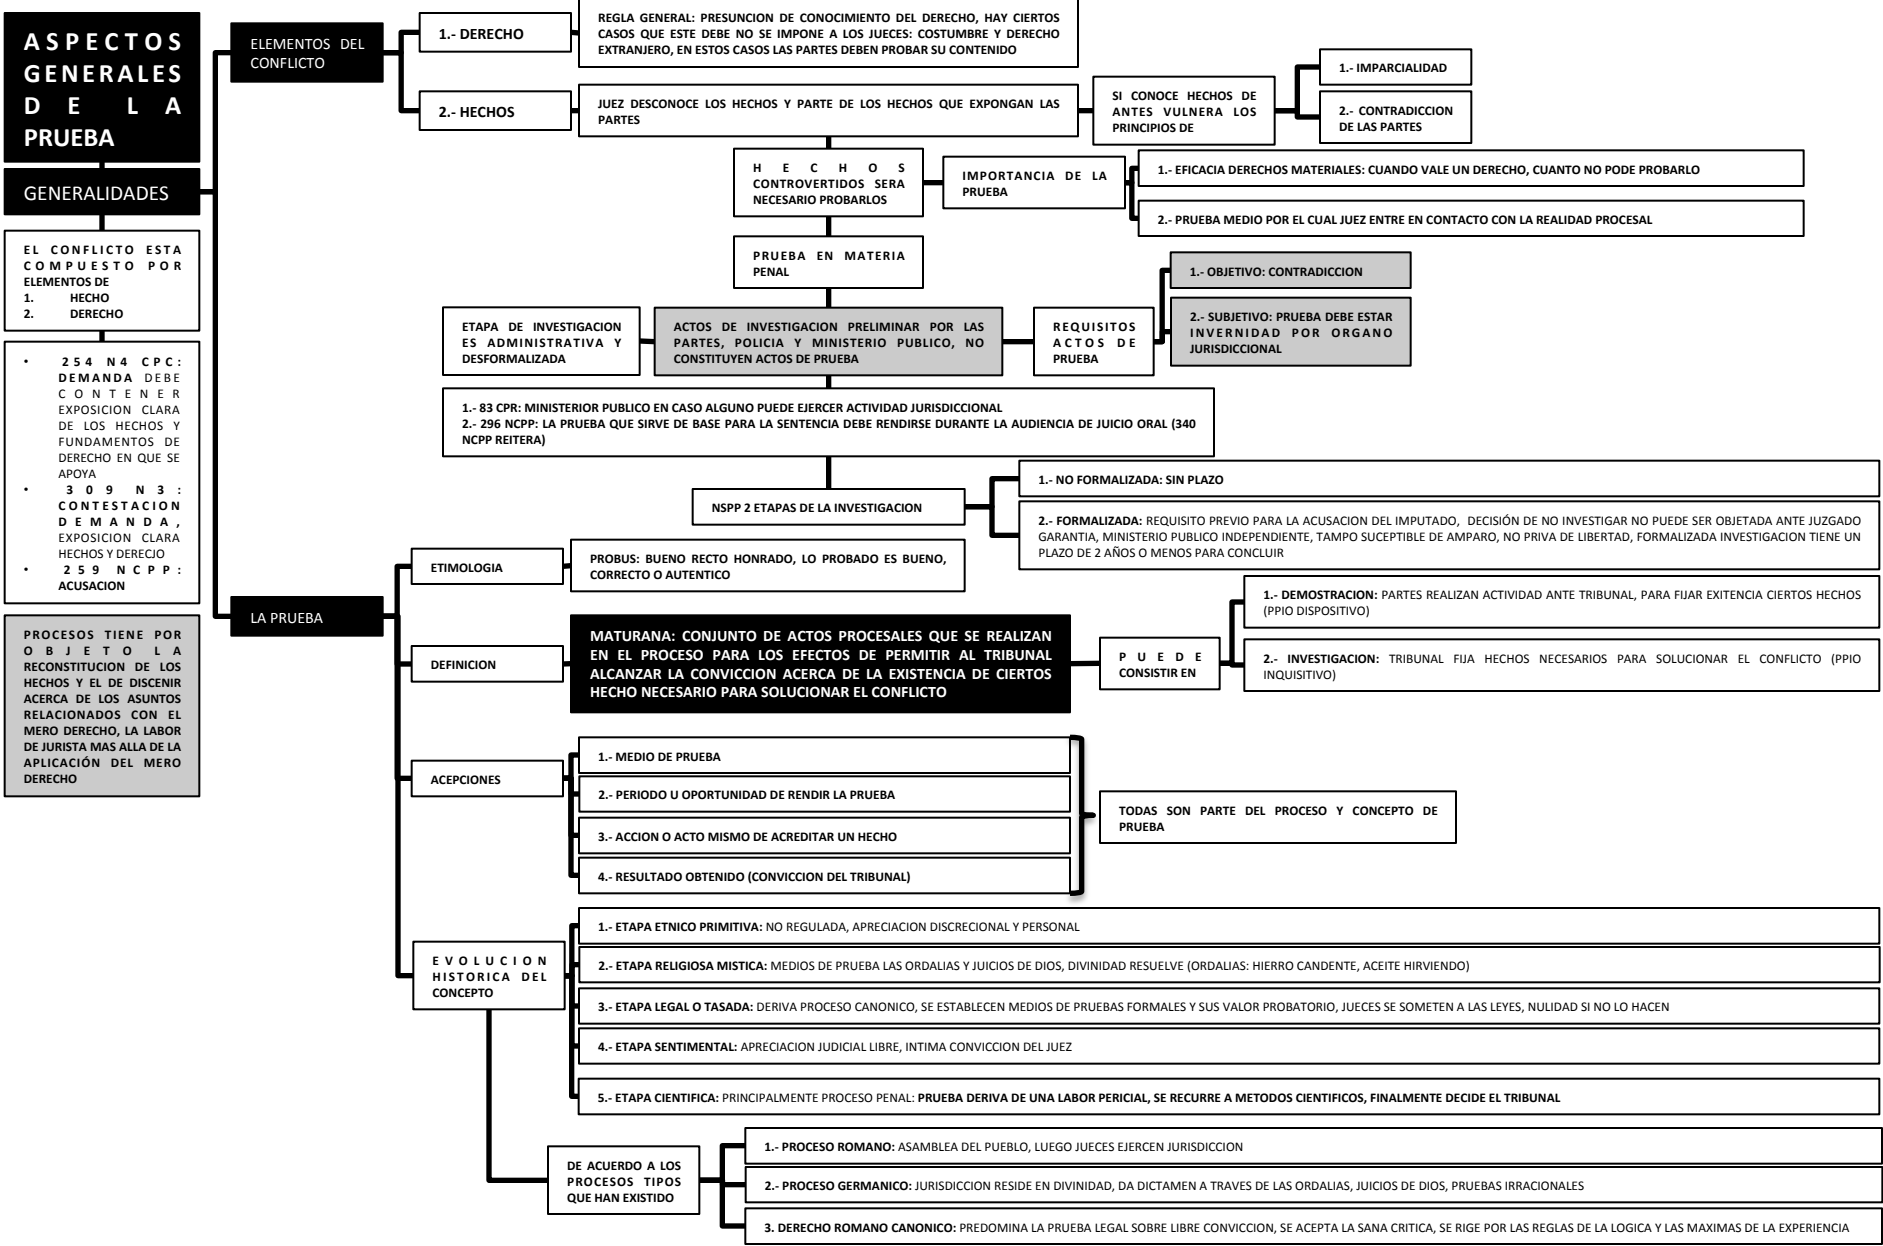 ASPECTOS
GENERALES
DE LA
PRUEBA
GENERALIDADES
EL CONFLICTO ESTA
COMPUESTO POR
ELEMENTOS DE
1. HECHO
2. DERECHO
• 254 N4 CPC:
DEMANDA DEBE
CONTENER
EXPOSICION CLARA
DE LOS HECHOS Y
FUNDAMENTOS DE
DERECHO EN QUE SE
APOYA
• 309 N3:
CONTESTACION
DEMANDA,
EXPOSICION CLARA
HECHOS Y DERECJO
• 259 NCPP:
ACUSACION
PROCESOS TIENE POR
OBJETO LA
RECONSTITUCION DE LOS
HECHOS Y EL DE DISCENIR
ACERCA DE LOS ASUNTOS
RELACIONADOS CON EL
MERO DERECHO, LA LABOR
DE JURISTA MAS ALLA DE LA
APLICACIÓN DEL MERO
DERECHO
ELEMENTOS DEL
CONFLICTO
1.- DERECHO
REGLA GENERAL: PRESUNCION DE CONOCIMIENTO DEL DERECHO, HAY CIERTOS
CASOS QUE ESTE DEBE NO SE IMPONE A LOS JUECES: COSTUMBRE Y DERECHO
EXTRANJERO, EN ESTOS CASOS LAS PARTES DEBEN PROBAR SU CONTENIDO
2.- HECHOS
JUEZ DESCONOCE LOS HECHOS Y PARTE DE LOS HECHOS QUE EXPONGAN LAS
PARTES
SI CONOCE HECHOS DE
ANTES VULNERA LOS
PRINCIPIOS DE
1.- IMPARCIALIDAD
2.- CONTRADICCION
DE LAS PARTES
HECHOS
CONTROVERTIDOS SERA
NECESARIO PROBARLOS
IMPORTANCIA DE LA
PRUEBA
1.- EFICACIA DERECHOS MATERIALES: CUANDO VALE UN DERECHO, CUANTO NO PODE PROBARLO
2.- PRUEBA MEDIO POR EL CUAL JUEZ ENTRE EN CONTACTO CON LA REALIDAD PROCESAL
PRUEBA EN MATERIA
PENAL
ETAPA DE INVESTIGACION
ES ADMINISTRATIVA Y
DESFORMALIZADA
ACTOS DE INVESTIGACION PRELIMINAR POR LAS
PARTES, POLICIA Y MINISTERIO PUBLICO, NO
CONSTITUYEN ACTOS DE PRUEBA
REQUISITOS
ACTOS DE
PRUEBA
1.- OBJETIVO: CONTRADICCION
2.- SUBJETIVO: PRUEBA DEBE ESTAR
INVERNIDAD POR ORGANO
JURISDICCIONAL
1.- 83 CPR: MINISTERIOR PUBLICO EN CASO ALGUNO PUEDE EJERCER ACTIVIDAD JURISDICCIONAL
2.- 296 NCPP: LA PRUEBA QUE SIRVE DE BASE PARA LA SENTENCIA DEBE RENDIRSE DURANTE LA AUDIENCIA DE JUICIO ORAL (340
NCPP REITERA)
NSPP 2 ETAPAS DE LA INVESTIGACION
1.- NO FORMALIZADA: SIN PLAZO
2.- FORMALIZADA: REQUISITO PREVIO PARA LA ACUSACION DEL IMPUTADO, DECISIÓN DE NO INVESTIGAR NO PUEDE SER OBJETADA ANTE JUZGADO
GARANTIA, MINISTERIO PUBLICO INDEPENDIENTE, TAMPO SUCEPTIBLE DE AMPARO, NO PRIVA DE LIBERTAD, FORMALIZADA INVESTIGACION TIENE UN
PLAZO DE 2 AÑOS O MENOS PARA CONCLUIR
LA PRUEBA
ETIMOLOGIA
PROBUS: BUENO RECTO HONRADO, LO PROBADO ES BUENO,
CORRECTO O AUTENTICO
DEFINICION
MATURANA: CONJUNTO DE ACTOS PROCESALES QUE SE REALIZAN
EN EL PROCESO PARA LOS EFECTOS DE PERMITIR AL TRIBUNAL
ALCANZAR LA CONVICCION ACERCA DE LA EXISTENCIA DE CIERTOS
HECHO NECESARIO PARA SOLUCIONAR EL CONFLICTO
PUEDE
CONSISTIR EN
1.- DEMOSTRACION: PARTES REALIZAN ACTIVIDAD ANTE TRIBUNAL, PARA FIJAR EXITENCIA CIERTOS HECHOS
(PPIO DISPOSITIVO)
2.- INVESTIGACION: TRIBUNAL FIJA HECHOS NECESARIOS PARA SOLUCIONAR EL CONFLICTO (PPIO
INQUISITIVO)
ACEPCIONES
1.- MEDIO DE PRUEBA
2.- PERIODO U OPORTUNIDAD DE RENDIR LA PRUEBA
3.- ACCION O ACTO MISMO DE ACREDITAR UN HECHO
4.- RESULTADO OBTENIDO (CONVICCION DEL TRIBUNAL)
TODAS SON PARTE DEL PROCESO Y CONCEPTO DE
PRUEBA
EVOLUCION
HISTORICA DEL
CONCEPTO
1.- ETAPA ETNICO PRIMITIVA: NO REGULADA, APRECIACION DISCRECIONAL Y PERSONAL
2.- ETAPA RELIGIOSA MISTICA: MEDIOS DE PRUEBA LAS ORDALIAS Y JUICIOS DE DIOS, DIVINIDAD RESUELVE (ORDALIAS: HIERRO CANDENTE, ACEITE HIRVIENDO)
3.- ETAPA LEGAL O TASADA: DERIVA PROCESO CANONICO, SE ESTABLECEN MEDIOS DE PRUEBAS FORMALES Y SUS VALOR PROBATORIO, JUECES SE SOMETEN A LAS LEYES, NULIDAD SI NO LO HACEN
4.- ETAPA SENTIMENTAL: APRECIACION JUDICIAL LIBRE, INTIMA CONVICCION DEL JUEZ
5.- ETAPA CIENTIFICA: PRINCIPALMENTE PROCESO PENAL: PRUEBA DERIVA DE UNA LABOR PERICIAL, SE RECURRE A METODOS CIENTIFICOS, FINALMENTE DECIDE EL TRIBUNAL
DE ACUERDO A LOS
PROCESOS TIPOS
QUE HAN EXISTIDO
1.- PROCESO ROMANO: ASAMBLEA DEL PUEBLO, LUEGO JUECES EJERCEN JURISDICCION
2.- PROCESO GERMANICO: JURISDICCION RESIDE EN DIVINIDAD, DA DICTAMEN A TRAVES DE LAS ORDALIAS, JUICIOS DE DIOS, PRUEBAS IRRACIONALES
3. DERECHO ROMANO CANONICO: PREDOMINA LA PRUEBA LEGAL SOBRE LIBRE CONVICCION, SE ACEPTA LA SANA CRITICA, SE RIGE POR LAS REGLAS DE LA LOGICA Y LAS MAXIMAS DE LA EXPERIENCIA